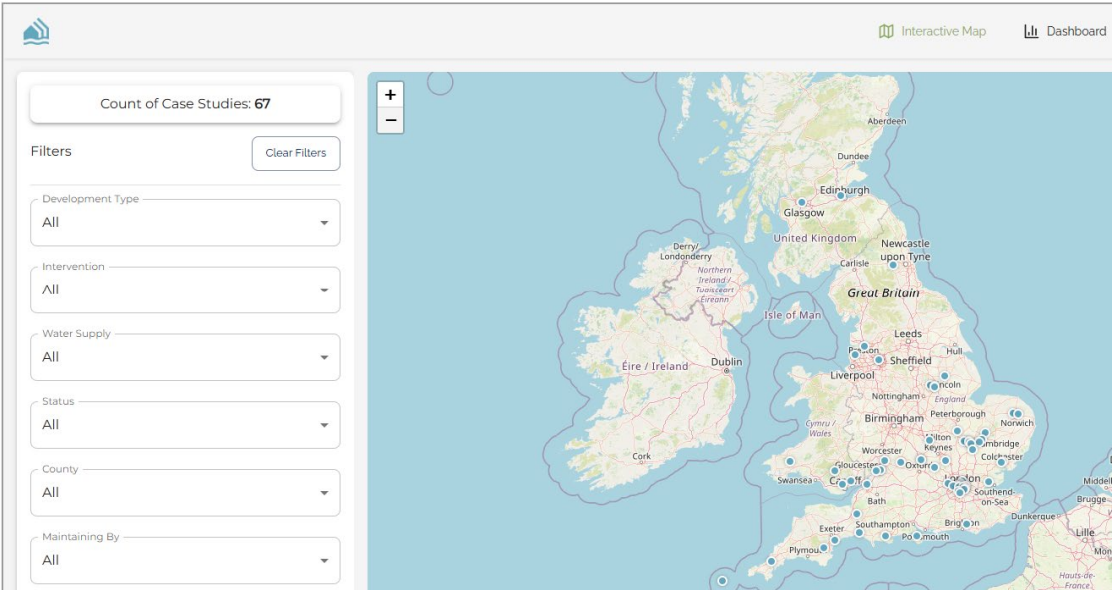 Interactive Map
Dashboard
Count of Case Studies: 67
Filters
Clear Filters
Development Type
All
Intervention
All
Water Supply
All
Status
All
County
All
Maintaining By
All
+
−
Aberdeen
Dundee
Edinburgh
Glasgow
United Kingdom
Newcastle
upon Tyne
Derry/
Londonderry
Carlisle
Northern
Ireland /
Tuaisceart
Éireann
Great Britain
Isle of Man
Leeds
Hull
Sheffield
Éire / Ireland
Dublin
Liverpool
Nottingham
England
Birmingham
Peterborough
Norwich
Cymru /
Wales
Worcester
Keynes
Cork
Swansea
Bath
Southend-
on-Sea
Middel
Brugge
Dunkerque
Exeter
Southampton
Lille
Mon
Hauts-de-
France